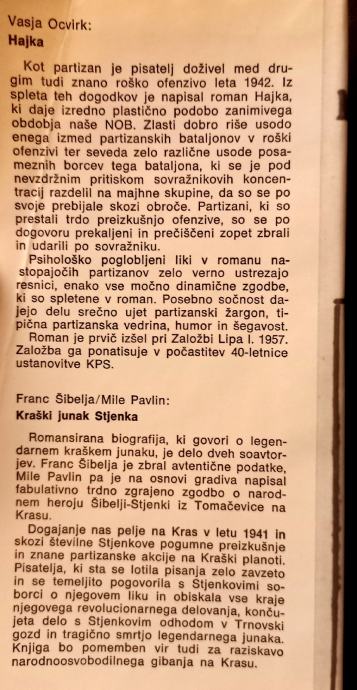 Vasja Ocvirk:
Hajka
Kot partizan je pisatelj doživel med dru-
gim tudi znano roško ofenzivo leta 1942. Iz
spleta teh dogodkov je napisal roman Hajka,
ki daje izredno plastično podobo zanimivega
obdobja naše NOB. Zlasti dobro riše usodo
enega izmed partizanskih bataljonov v roški
ofenzivi ter seveda zelo različne usode posa-
meznih borcev tega bataljona, ki se je pod
nevzdržnim pritiskom sovražnikovih koncen-
tracij razdelil na majhne skupine, da so se po
svoje prebijale skozi obroče. Partizani, ki so
prestali trdo preizkušnjo ofenzive, so se po
dogovoru prekaljeni in prečiščeni zopet zbrali
in udarili po sovražniku.
Psihološko poglobljeni liki v romanu na-
stopajočih partizanov zelo verno ustrezajo
resnici, enako vse močno dinamične zgodbe,
ki so spletene v roman. Posebno sočnost da-
jejo delu srečno ujet partizanski žargon, ti-
pična partizanska vedrina, humor in šegavost.
Roman je prvič izšel pri Založbi Lipa l. 1957.
Založba ga ponatisuje v počastitev 40-letnice
ustanovitve KPS.
Franc Šibelja/Mile Pavlin:
Kraški junak Stjenka
Romansirana biografija, ki govori o legen-
darnem kraškem junaku, je delo dveh soavtor-
jev. Franc Šibelja je zbral avtentične podatke,
Mile Pavlin pa je na osnovi gradiva napisal
fabulativno trdno zgrajeno zgodbo o narod-
nem heroju Šibelji-Stjenki iz Tomačevice na
Krasu.
Dogajanje nas pelje na Kras v letu 1941 in
skozi številne Stjenkove pogumne preizkušnje
in znane partizanske akcije na Kraški planoti.
Pisatelja, ki sta se lotila pisanja zelo zavzeto
in se temeljito pogovorila s Stjenkovimi so-
borci o njegovem liku in obiskala vse kraje
njegovega revolucionarnega delovanja, konču-
jeta delo s Stjenkovim odhodom v Trnovski
gozd in tragično smrtjo legendarnega junaka.
Knjiga bo pomemben vir tudi za raziskavo
narodnoosvobodilnega gibanja na Krasu.